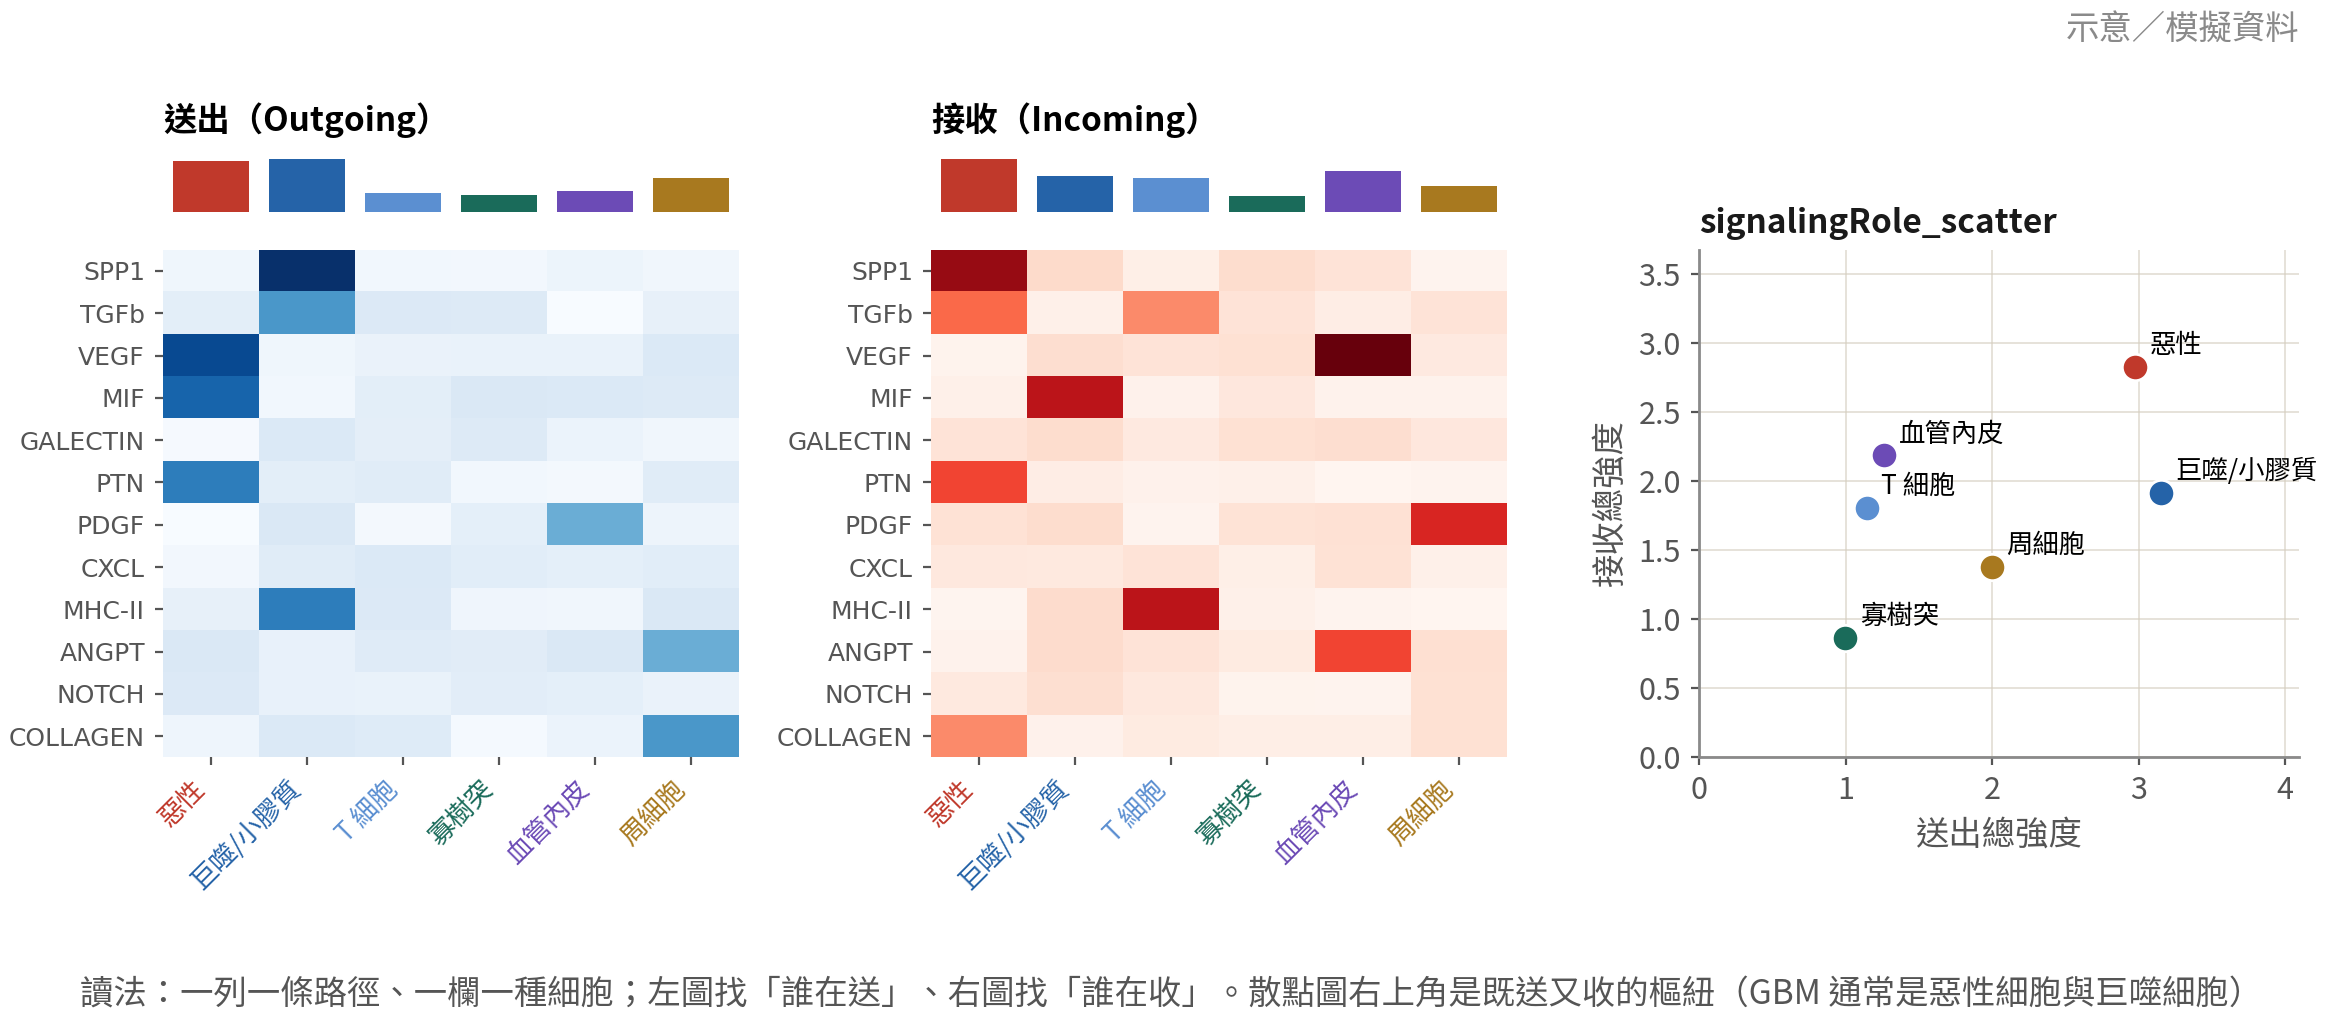 示意／模擬資料
送出（Outgoing）
SPP1
TGFb
VEGF
MIF
GALECTIN
PTN
PDGF
CXCL
MHC-II
ANGPT
NOTCH
COLLAGEN
惡性
巨噬/小膠質
T 細胞
寡樹突
血管內皮
周細胞
接收（Incoming）
SPP1
TGFb
VEGF
MIF
GALECTIN
PTN
PDGF
CXCL
MHC-II
ANGPT
NOTCH
COLLAGEN
惡性
巨噬/小膠質
T 細胞
寡樹突
血管內皮
周細胞
signalingRole_scatter
接收總強度
3.5
3.0
2.5
2.0
1.5
1.0
0.5
0.0
惡性
血管內皮
巨噬/小膠質
T 細胞
周細胞
寡樹突
0 1 2 3 4
送出總強度
讀法：一列一條路徑、一欄一種細胞；左圖找「誰在送」、右圖找「誰在收」。散點圖右上角是既送又收的樞紐（GBM 通常是惡性細胞與巨噬細胞）